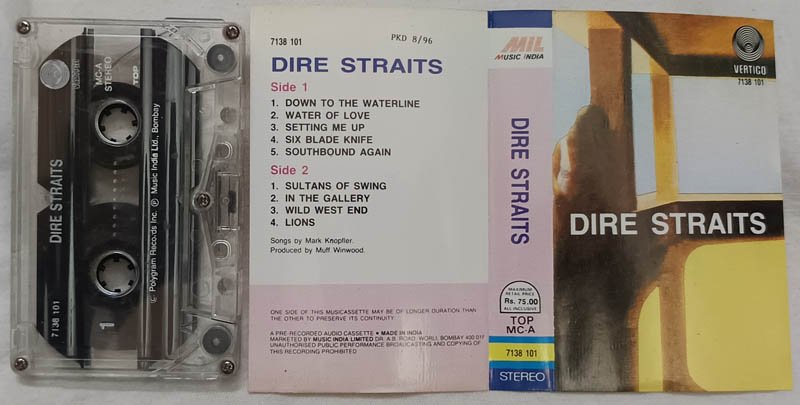 VERTIGO
MC-A
STEREO
TOP
DIRE STRAITS
7138 101
© Polygram Records Inc. ℗ Music India Ltd., Bombay
7138 101
PKD 8/96
DIRE STRAITS
Side 1
1. DOWN TO THE WATERLINE
2. WATER OF LOVE
3. SETTING ME UP
4. SIX BLADE KNIFE
5. SOUTHBOUND AGAIN
Side 2
1. SULTANS OF SWING
2. IN THE GALLERY
3. WILD WEST END
4. LIONS
Songs by Mark Knopfler.
Produced by Muff Winwood.
ONE SIDE OF THIS MUSICASSETTE MAY BE OF LONGER DURATION THAN
THE OTHER TO PRESERVE ITS CONTINUITY.
A PRE RECORDED AUDIO CASSETTE ● MADE IN INDIA
MARKETED BY MUSIC INDIA LIMITED DR. A.B. ROAD, WORLI, BOMBAY 400 017
UNAUTHORISED PUBLIC PERFORMANCE BROADCASTING AND COPYING OF
THIS RECORDING PROHIBITED
MIL
MUSIC INDIA
DIRE STRAITS
MAXIMUM
RETAIL PRICE
Rs. 75.00
ALL INCLUSIVE
TOP
MC-A
7138 101
STEREO
VERTIGO
7138 101
DIRE STRAITS